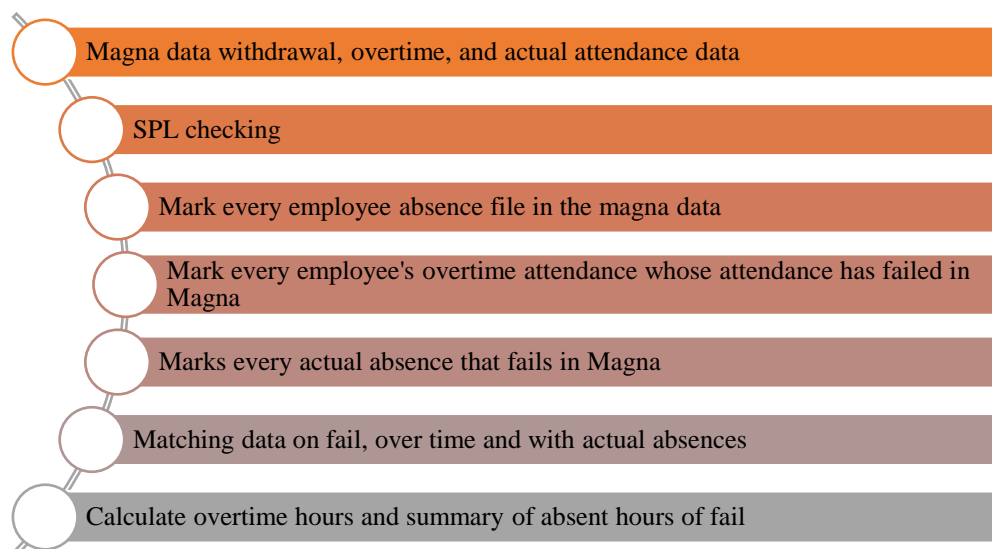 Magna data withdrawal, overtime, and actual attendance data
SPL checking
Mark every employee absence file in the magna data
Mark every employee's overtime attendance whose attendance has failed in
Magna
Marks every actual absence that fails in Magna
Matching data on fail, over time and with actual absences
Calculate overtime hours and summary of absent hours of fail